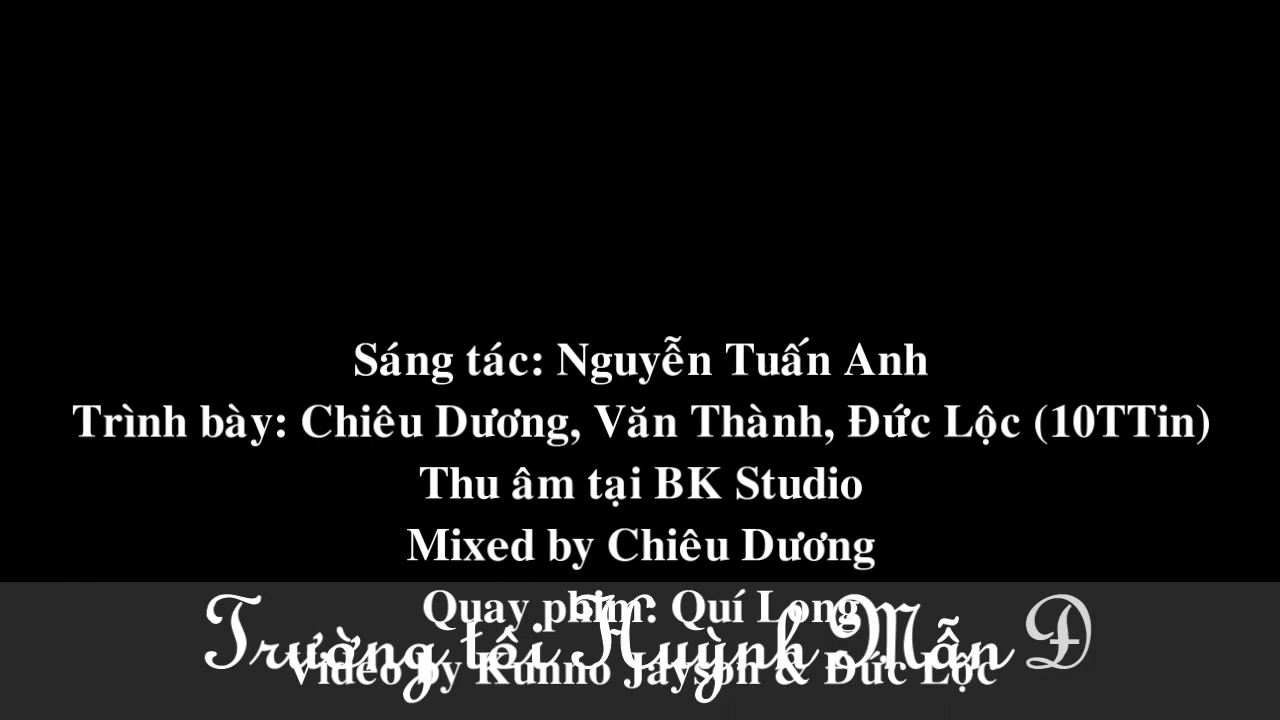 Sáng tác: Nguyễn Tuấn Anh
Trình bày: Chiêu Dương, Văn Thành, Đức Lộc (10TTin)
Thu âm tại BK Studio
Mixed by Chiêu Dương
Quay phim: Quí Long
Trường tôi Huỳnh Mẫn Đ
Video by Kunno Jayson & Đức Lộc